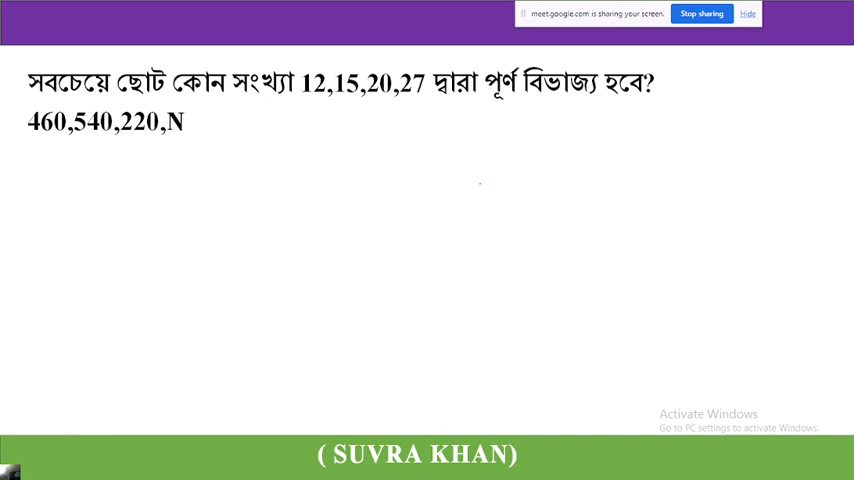 meet.google.com is sharing your screen. Stop sharing Hide
সবচেয়ে ছোট কোন সংখ্যা 12,15,20,27 দ্বারা পূর্ণ বিভাজ্য হবে?
460,540,220,N
Activate Windows
Go to PC settings to activate Windows.
( SUVRA KHAN)